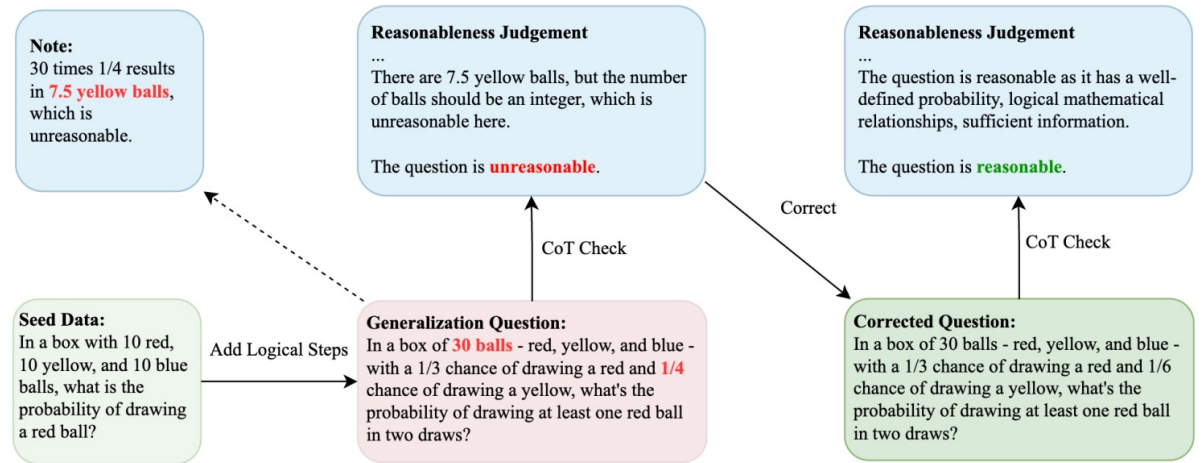 Note:
30 times 1/4 results
in 7.5 yellow balls,
which is
unreasonable.
Reasonableness Judgement
...
There are 7.5 yellow balls, but the number
of balls should be an integer, which is
unreasonable here.
The question is unreasonable.
Reasonableness Judgement
...
The question is reasonable as it has a well-
defined probability, logical mathematical
relationships, sufficient information.
The question is reasonable.
Correct
CoT Check
CoT Check
Seed Data:
In a box with 10 red,
10 yellow, and 10 blue
balls, what is the
probability of drawing
a red ball?
Add Logical Steps
Generalization Question:
In a box of 30 balls - red, yellow, and blue -
with a 1/3 chance of drawing a red and 1/4
chance of drawing a yellow, what's the
probability of drawing at least one red ball
in two draws?
Corrected Question:
In a box of 30 balls - red, yellow, and blue -
with a 1/3 chance of drawing a red and 1/6
chance of drawing a yellow, what's the
probability of drawing at least one red ball
in two draws?